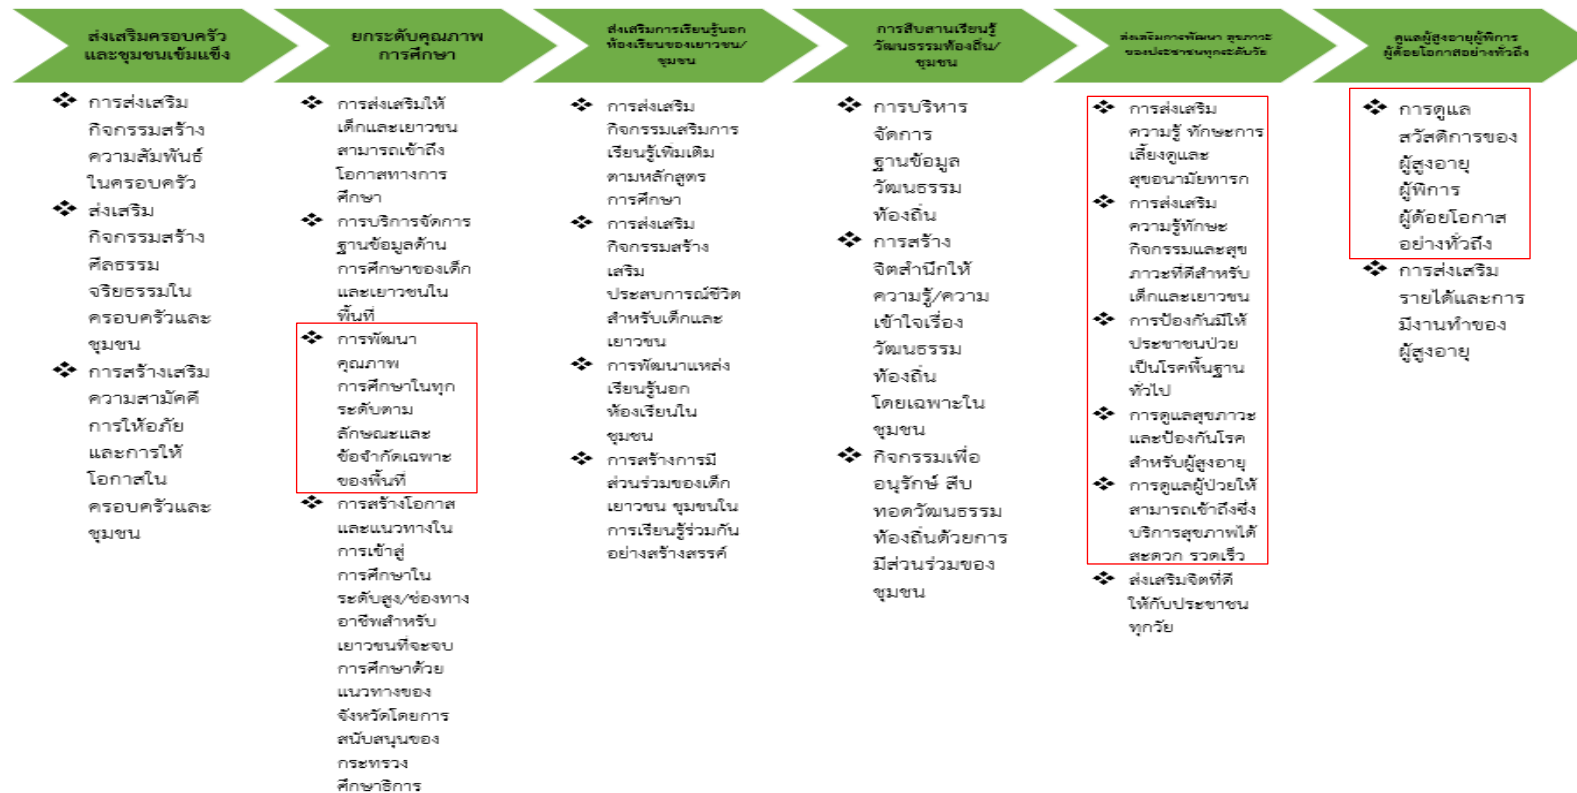 ส่งเสริมครอบครัว
และชุมชนเข้มแข็ง
ยกระดับคุณภาพ
การศึกษา
ส่งเสริมการเรียนรู้นอก
ห้องเรียนของเยาวชน/
ชุมชน
การสืบสานเรียนรู้
วัฒนธรรมท้องถิ่น/
ชุมชน
ส่งเสริมการพัฒนา สุขภาวะ
ของประชาชนทุกระดับวัย
ดูแลผู้สูงอายุผู้พิการ
ผู้ด้อยโอกาสอย่างทั่วถึง
❖ การส่งเสริม
กิจกรรมสร้าง
ความสัมพันธ์
ในครอบครัว
❖ ส่งเสริม
กิจกรรมสร้าง
ศีลธรรม
จริยธรรมใน
ครอบครัวและ
ชุมชน
❖ การสร้างเสริม
ความสามัคคี
การให้อภัย
และการให้
โอกาสใน
ครอบครัวและ
ชุมชน
❖ การส่งเสริมให้
เด็กและเยาวชน
สามารถเข้าถึง
โอกาสทางการ
ศึกษา
❖ การบริการจัดการ
ฐานข้อมูลด้าน
การศึกษาของเด็ก
และเยาวชนใน
พื้นที่
❖ การพัฒนา
คุณภาพ
การศึกษาในทุก
ระดับตาม
ลักษณะและ
ข้อจำกัดเฉพาะ
ของพื้นที่
❖ การสร้างโอกาส
และแนวทางใน
การเข้าสู่
การศึกษาใน
ระดับสูง/ช่องทาง
อาชีพสำหรับ
เยาวชนที่จะจบ
การศึกษาด้วย
แนวทางของ
จังหวัดโดยการ
สนับสนุนของ
กระทรวง
ศึกษาธิการ
❖ การส่งเสริม
กิจกรรมเสริมการ
เรียนรู้เพิ่มเติม
ตามหลักสูตร
การศึกษา
❖ การส่งเสริม
กิจกรรมสร้าง
เสริม
ประสบการณ์ชีวิต
สำหรับเด็กและ
เยาวชน
❖ การพัฒนาแหล่ง
เรียนรู้นอก
ห้องเรียนใน
ชุมชน
❖ การสร้างการมี
ส่วนร่วมของเด็ก
เยาวชน ชุมชนใน
การเรียนรู้ร่วมกัน
อย่างสร้างสรรค์
❖ การบริหาร
จัดการ
ฐานข้อมูล
วัฒนธรรม
ท้องถิ่น
❖ การสร้าง
จิตสำนึกให้
ความรู้/ความ
เข้าใจเรื่อง
วัฒนธรรม
ท้องถิ่น
โดยเฉพาะใน
ชุมชน
❖ กิจกรรมเพื่อ
อนุรักษ์ สืบ
ทอดวัฒนธรรม
ท้องถิ่นด้วยการ
มีส่วนร่วมของ
ชุมชน
❖ การส่งเสริม
ความรู้ ทักษะการ
เลี้ยงดูและ
สุขอนามัยทารก
❖ การส่งเสริม
ความรู้ทักษะ
กิจกรรมและสุข
ภาวะที่ดีสำหรับ
เด็กและเยาวชน
❖ การป้องกันมิให้
ประชาชนป่วย
เป็นโรคพื้นฐาน
ทั่วไป
❖ การดูแลสุขภาวะ
และป้องกันโรค
สำหรับผู้สูงอายุ
❖ การดูแลผู้ป่วยให้
สามารถเข้าถึงซึ่ง
บริการสุขภาพได้
สะดวก รวดเร็ว
❖ ส่งเสริมจิตที่ดี
ให้กับประชาชน
ทุกวัย
❖ การดูแล
สวัสดิการของ
ผู้สูงอายุ
ผู้พิการ
ผู้ด้อยโอกาส
อย่างทั่วถึง
❖ การส่งเสริม
รายได้และการ
มีงานทำของ
ผู้สูงอายุ